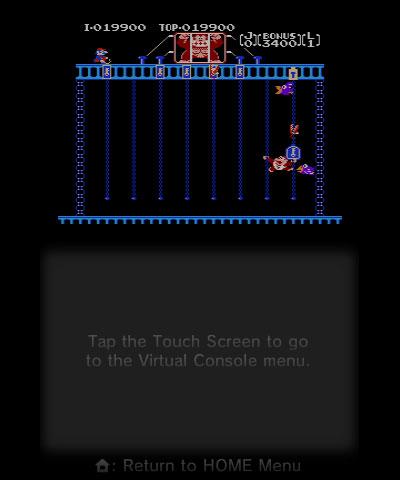 I-019900 TOP-019900
J BONUS L
0 3400 1
Tap the Touch Screen to go
to the Virtual Console menu.
: Return to HOME Menu